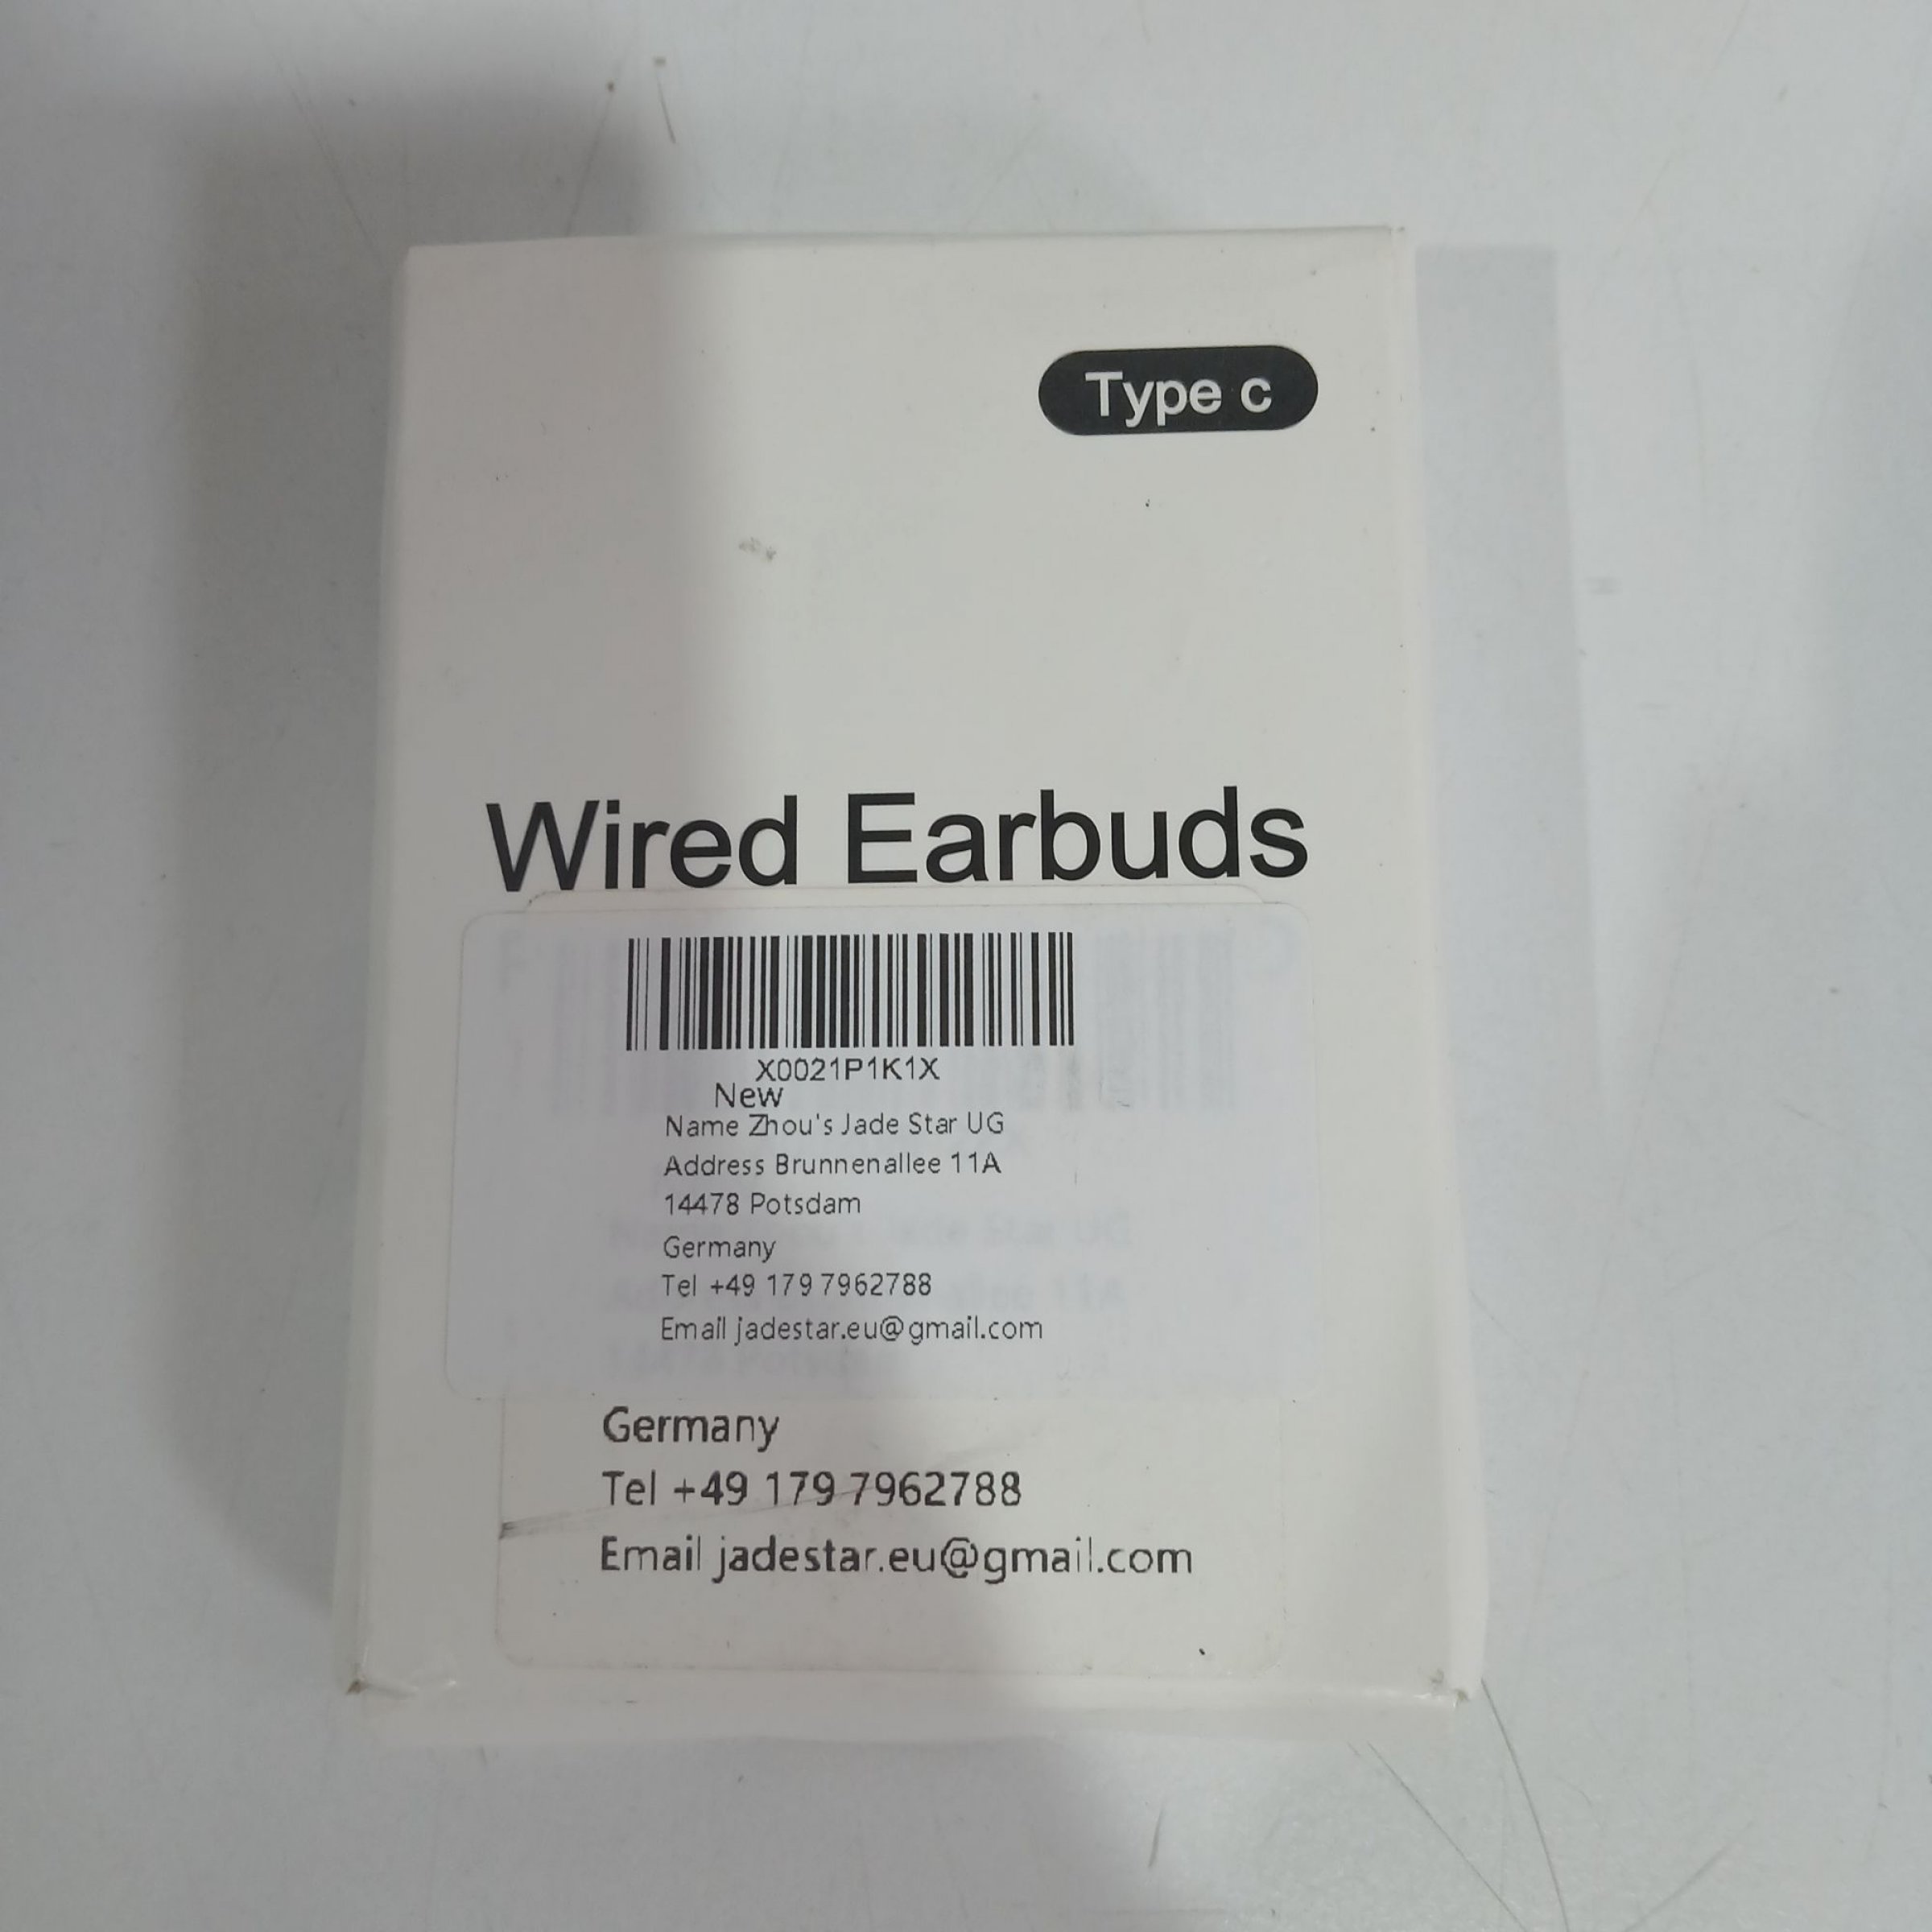 Type c
Wired Earbuds
X0021P1K1X
New
Name Zhou's Jade Star UG
Address Brunnenallee 11A
14478 Potsdam
Germany
Tel +49 179 7962788
Email jadestar.eu@gmail.com
Germany
Tel +49 179 7962788
Email jadestar.eu@gmail.com